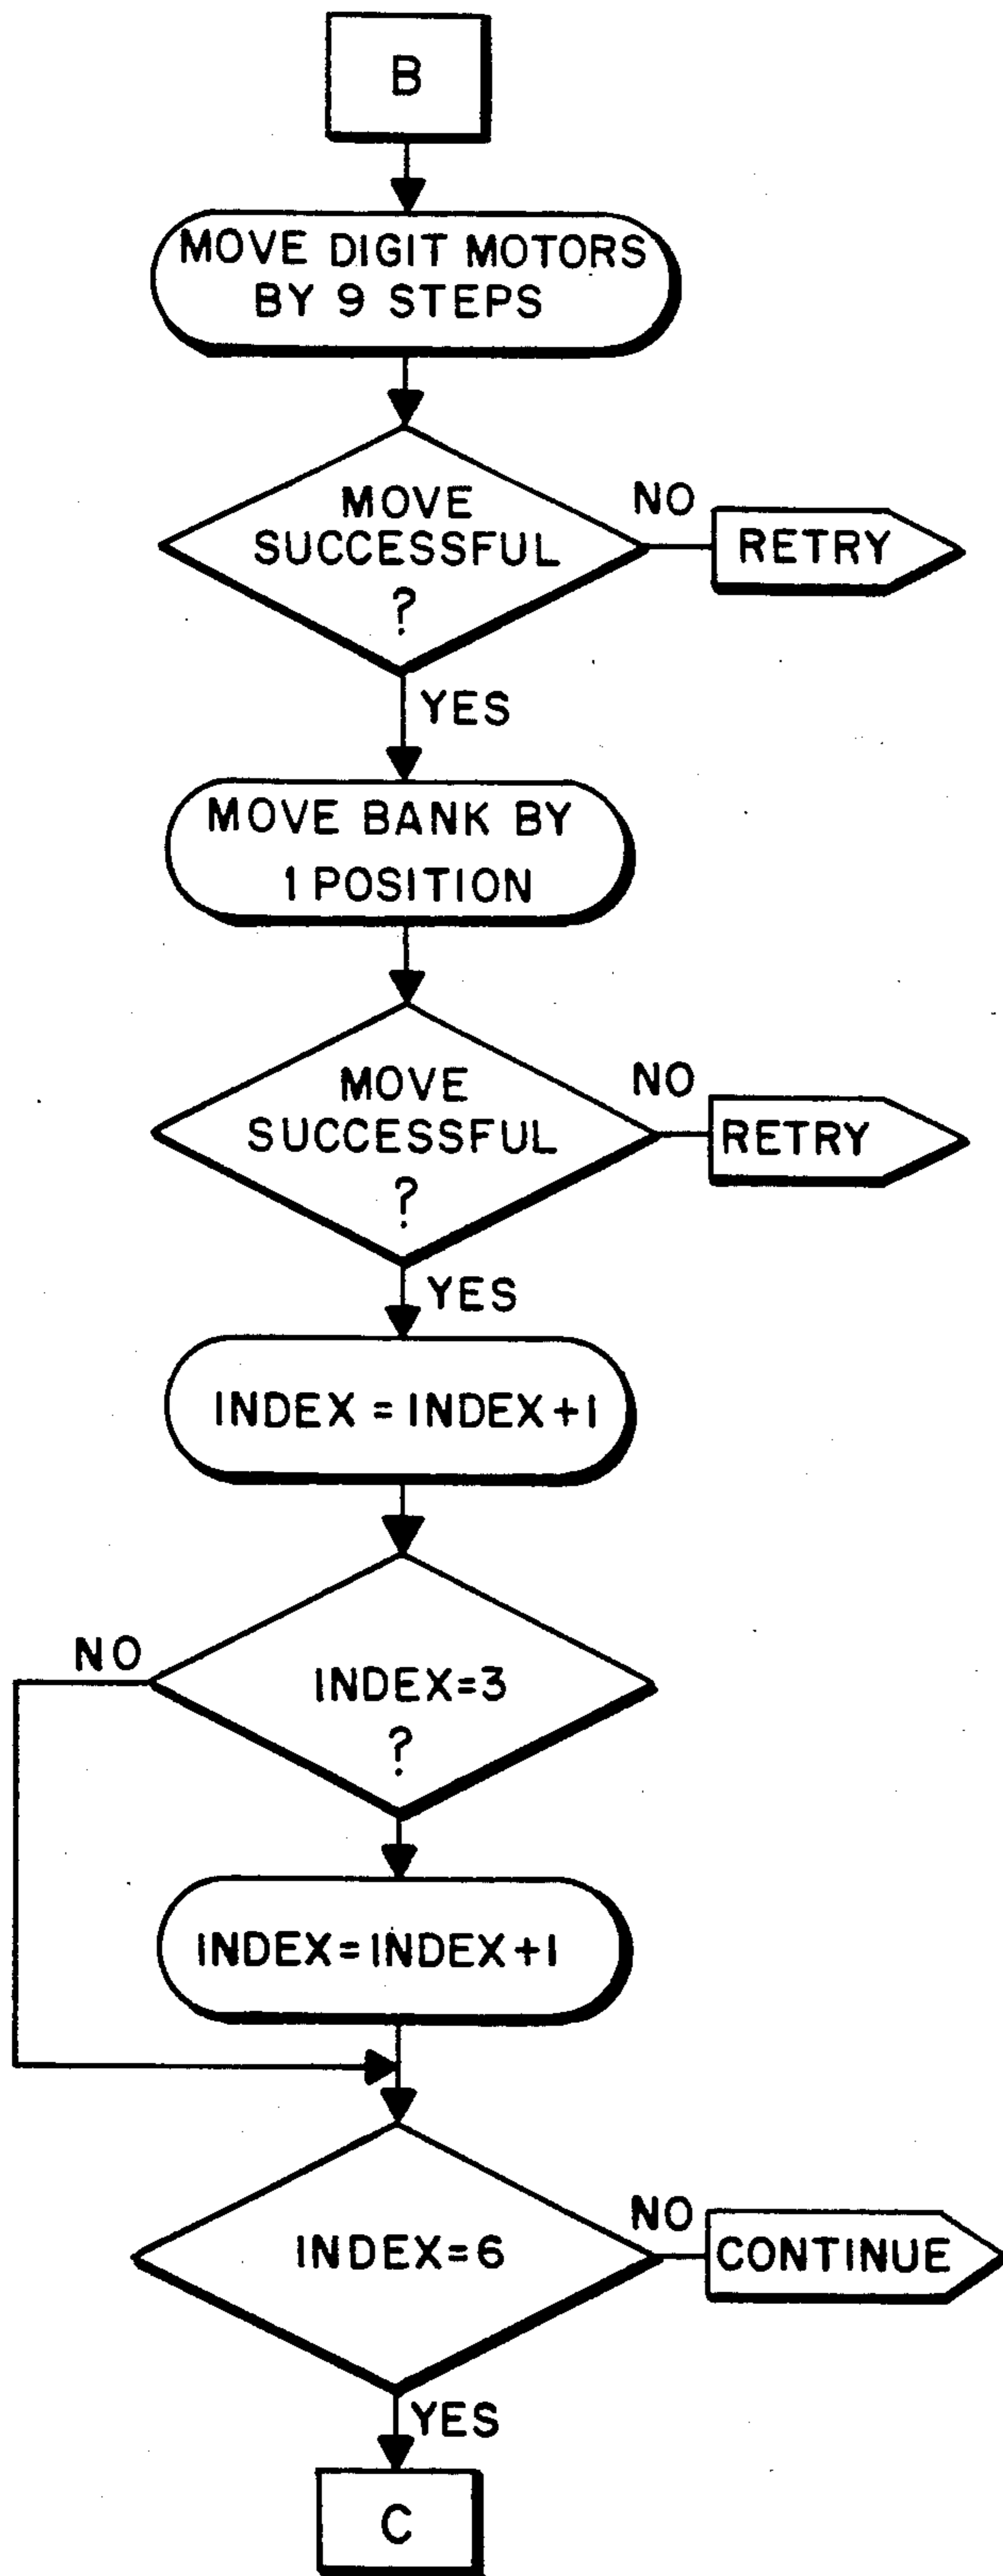 B
MOVE DIGIT MOTORS
BY 9 STEPS
MOVE
SUCCESSFUL
?
NO
RETRY
YES
MOVE BANK BY
1 POSITION
MOVE
SUCCESSFUL
?
NO
RETRY
YES
INDEX = INDEX+1
NO
INDEX=3
?
INDEX=INDEX+1
INDEX=6
NO
CONTINUE
YES
C